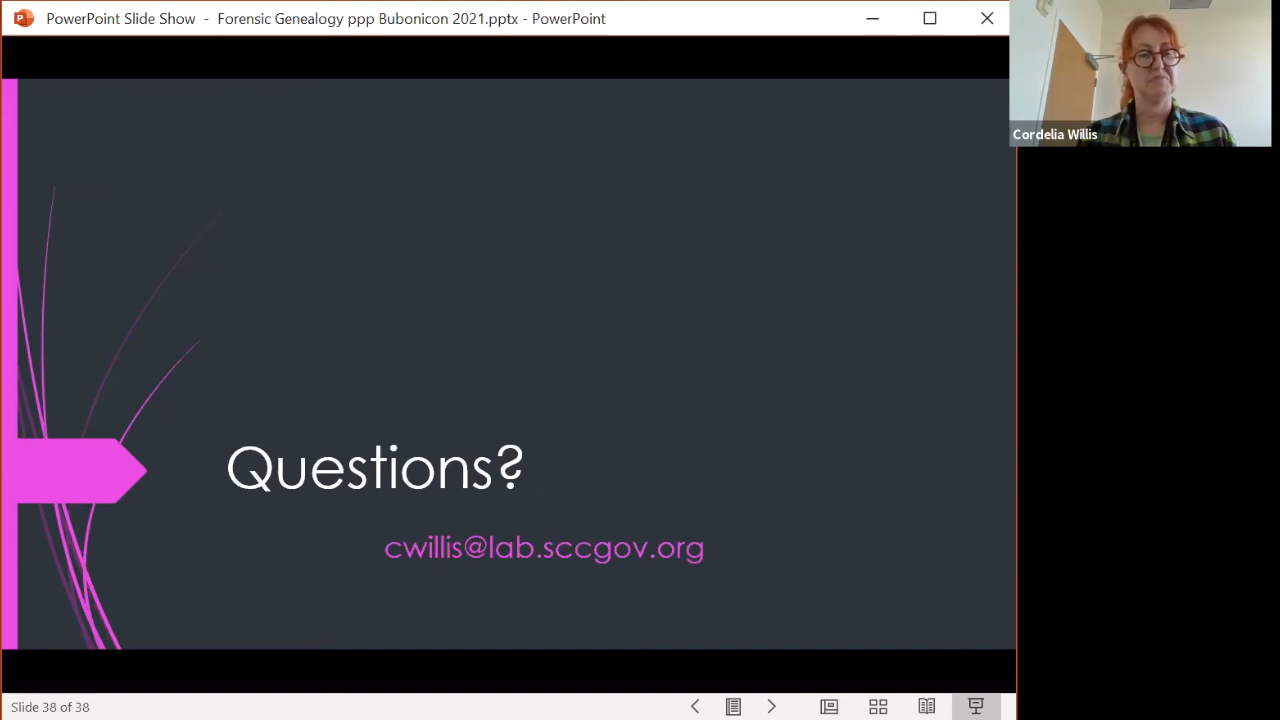 PowerPoint Slide Show - Forensic Genealogy ppp Bubonicon 2021.pptx - PowerPoint
Cordelia Willis
Questions?
cwillis@lab.sccgov.org
Slide 38 of 38